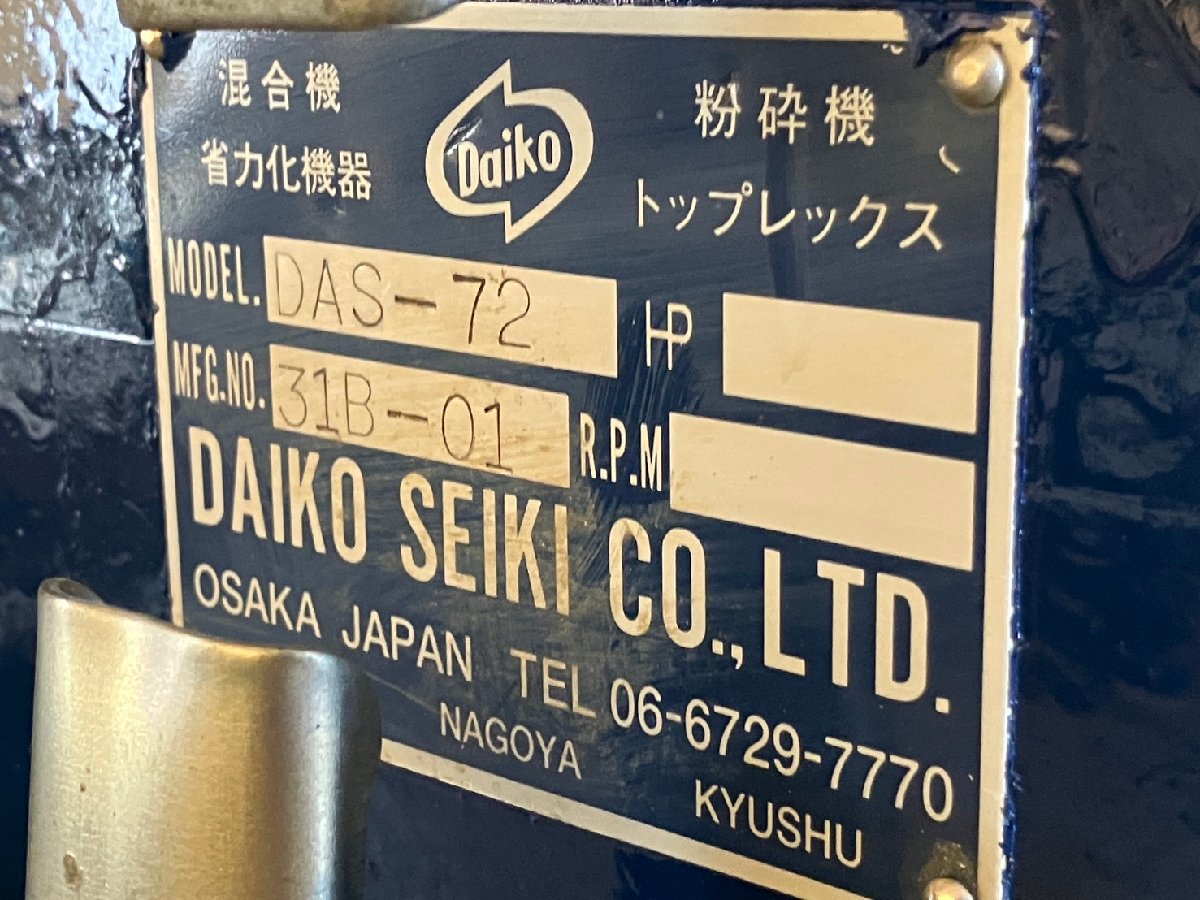 混合機
省力化機器
Daiko
粉砕機
トップレックス
MODEL. DAS-72 HP
MFG.NO. 31B-01 R.P.M
DAIKO SEIKI CO.,LTD.
OSAKA JAPAN TEL 06-6729-7770
NAGOYA KYUSHU